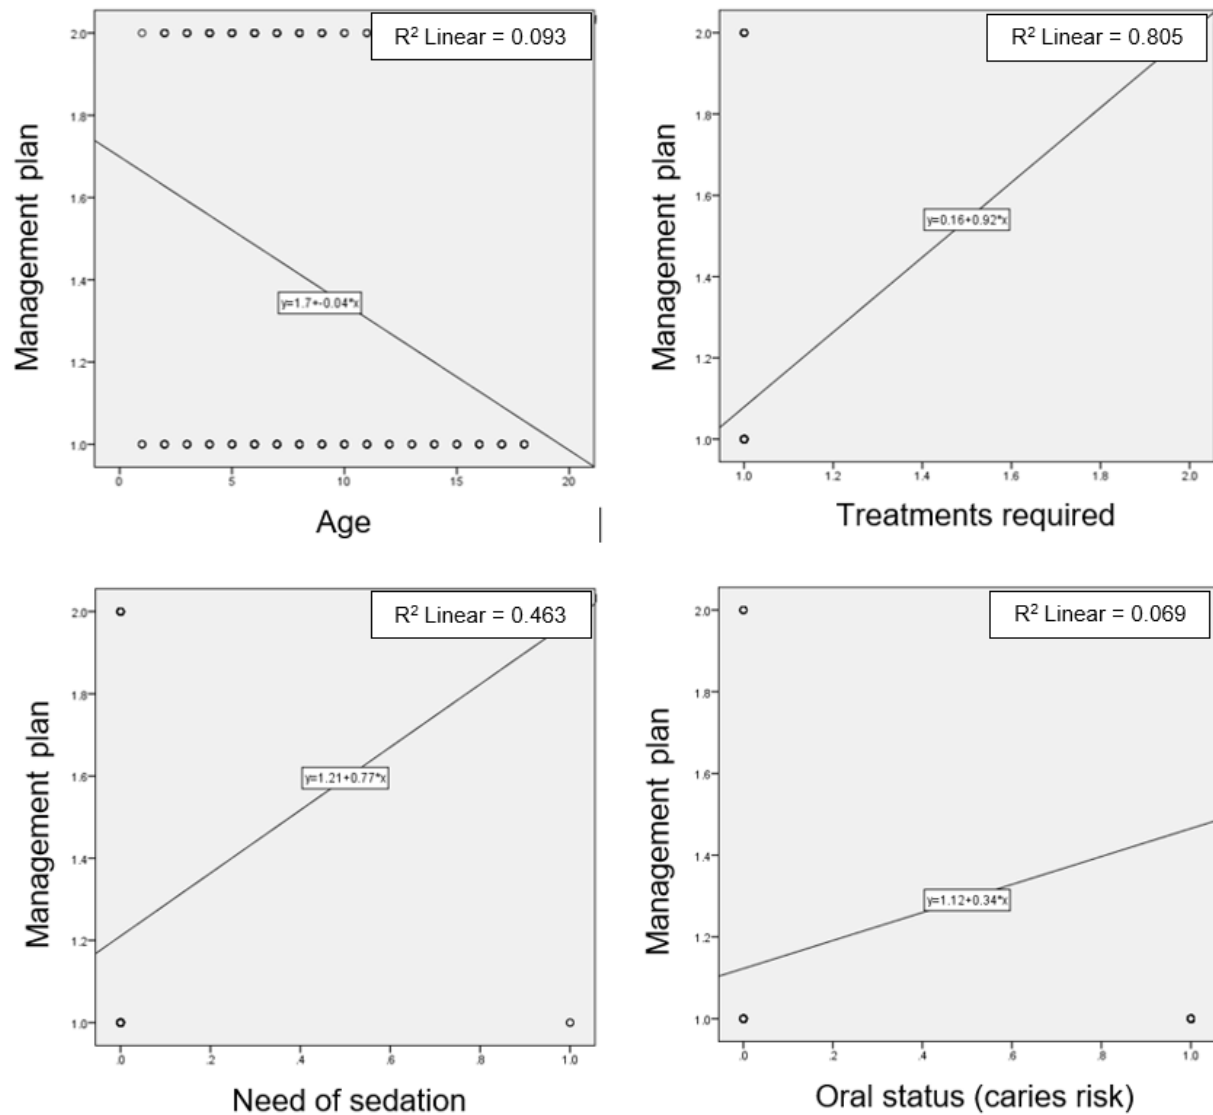 R² Linear = 0.093
2.0
1.8
1.6
1.4
1.2
1.0
Management plan
y=1.7+-0.04*x
0 5 10 15 20
Age
R² Linear = 0.805
2.0
1.8
1.6
1.4
1.2
1.0
Management plan
y=0.16+0.92*x
1.0 1.2 1.4 1.6 1.8 2.0
Treatments required
R² Linear = 0.463
2.0
1.8
1.6
1.4
1.2
1.0
Management plan
y=1.21+0.77*x
.0 .2 .4 .6 .8 1.0
Need of sedation
R² Linear = 0.069
2.0
1.8
1.6
1.4
1.2
1.0
Management plan
y=1.12+0.34*x
.0 .2 .4 .6 .8 1.0
Oral status (caries risk)